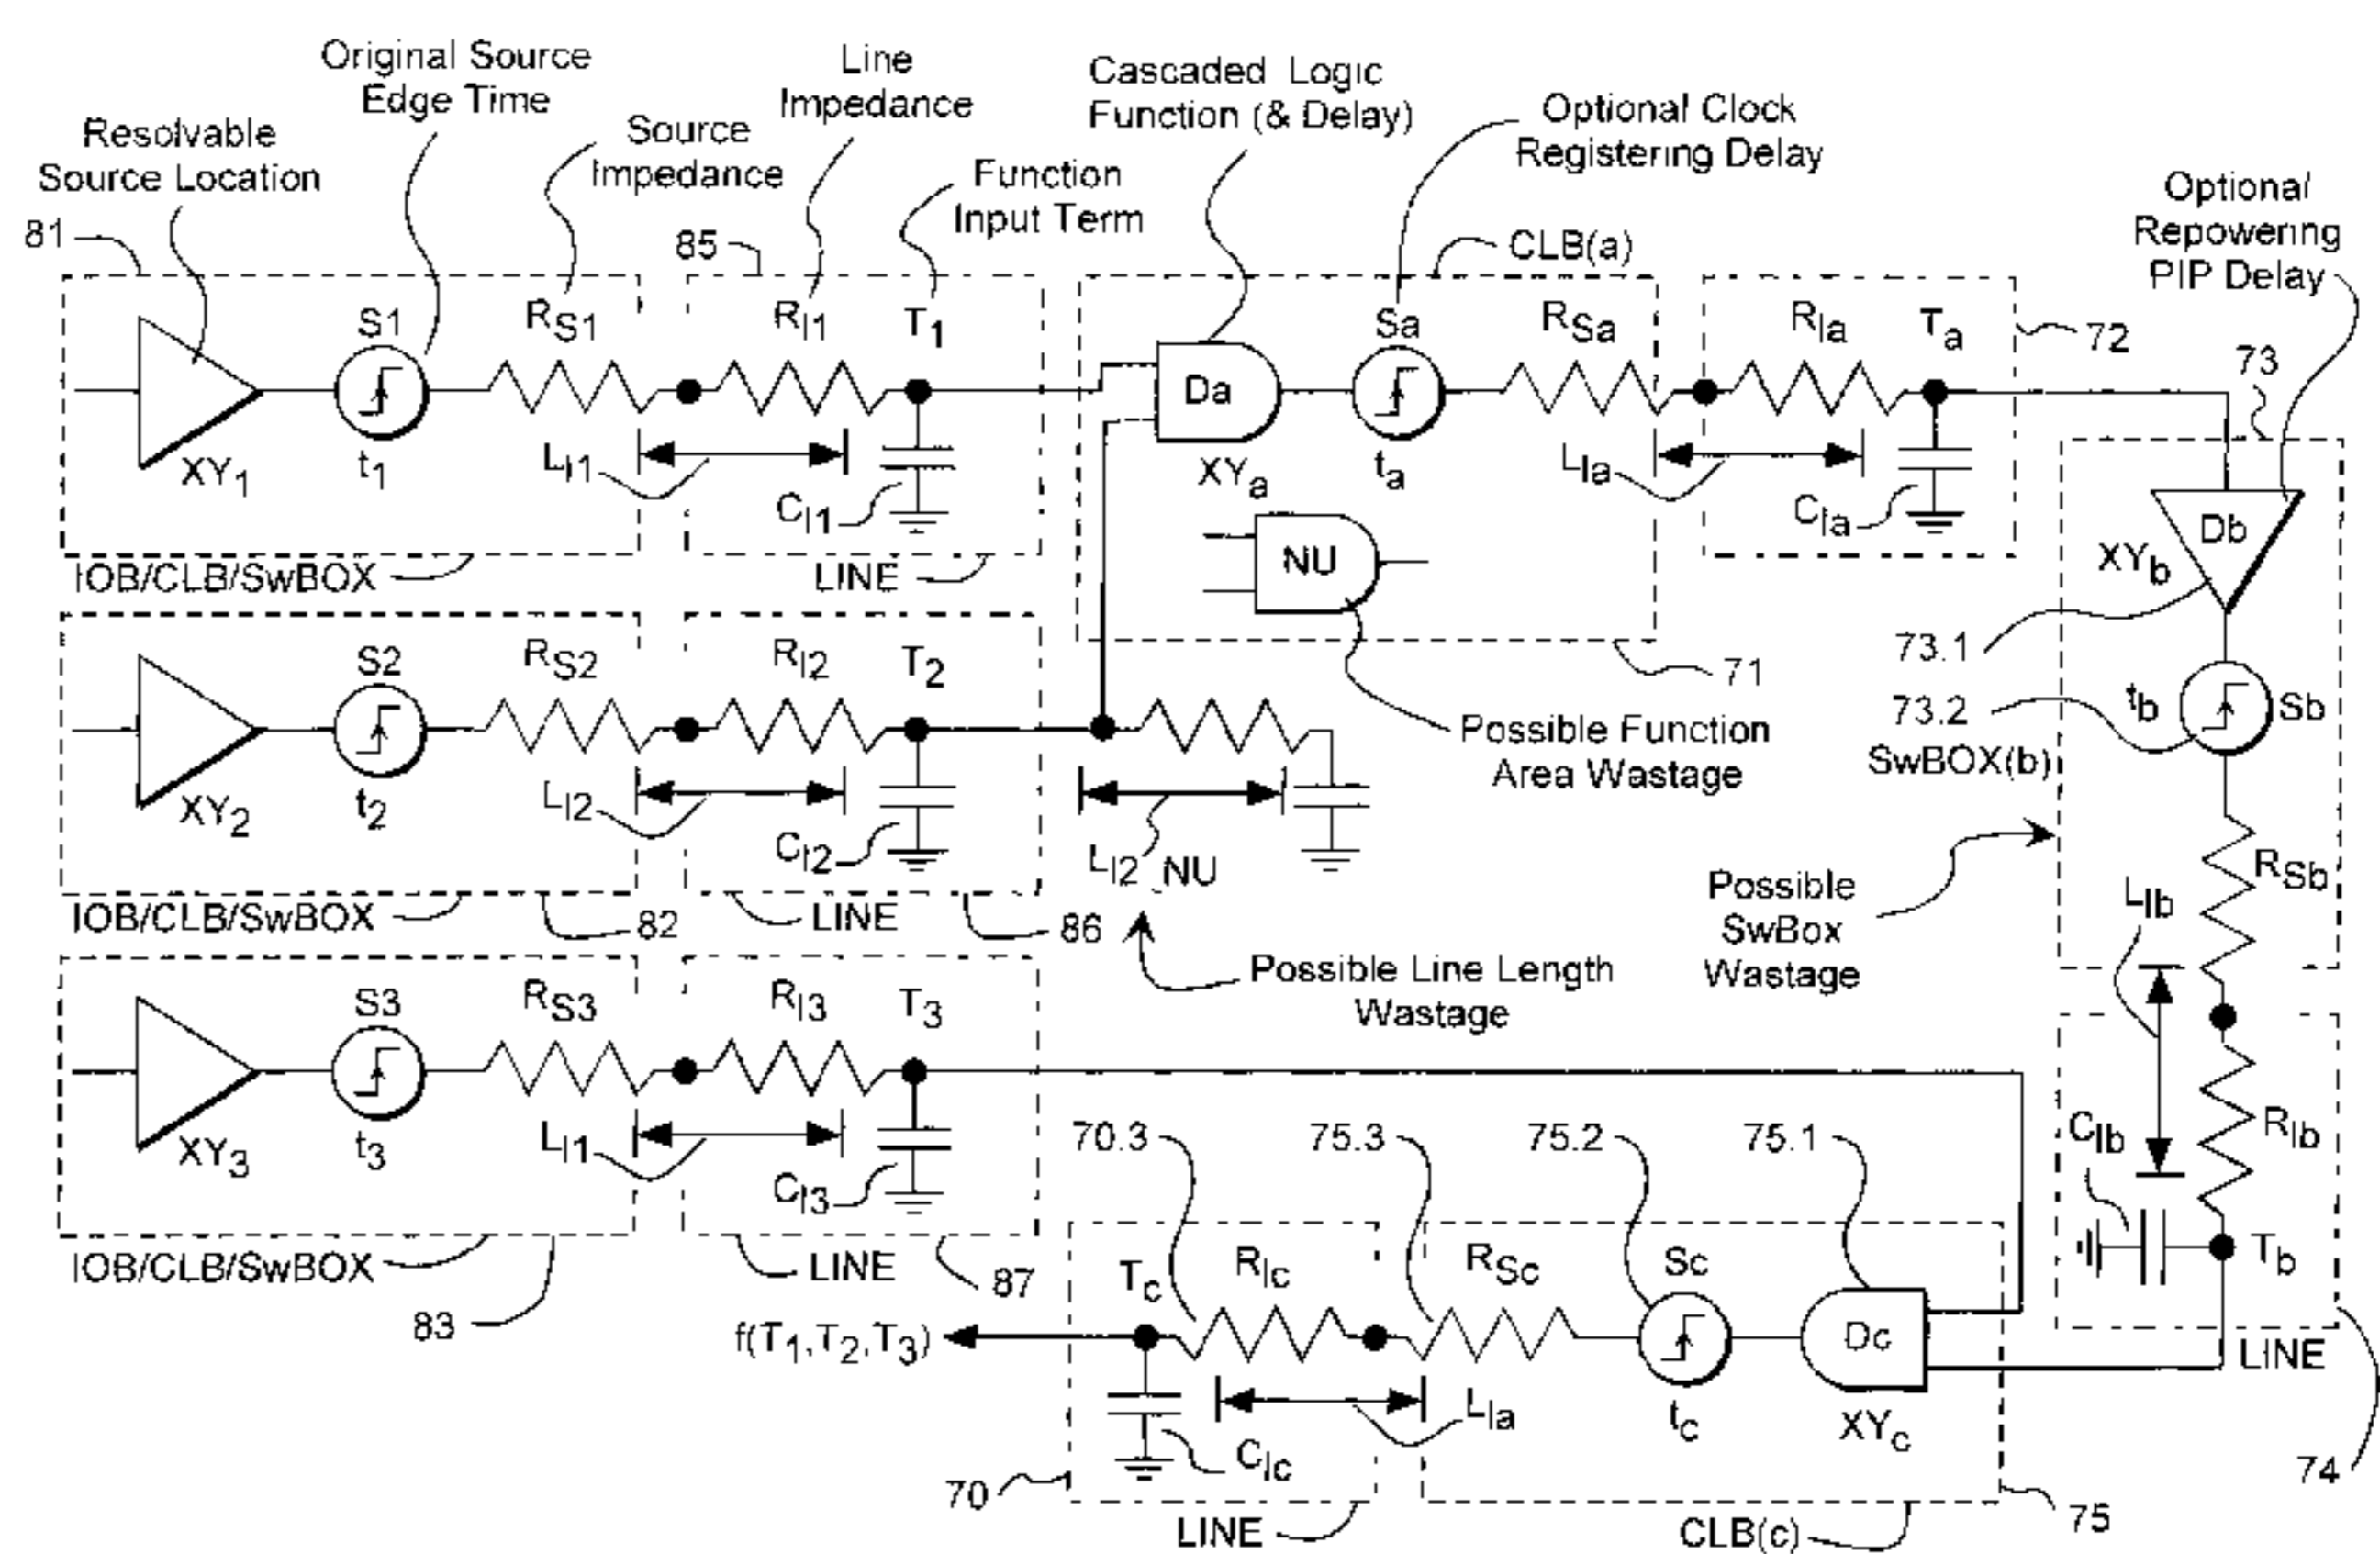 Original Source
Edge Time
Line
Impedance
Cascaded Logic
Function (& Delay)
Optional Clock
Registering Delay
Resolvable
Source Location
Source
Impedance
Function
Input Term
Optional
Repowering
PIP Delay
81
85
CLB(a)
S1
RS1
Rl1
T1
Sa
RSa
Rla
Ta
72
73
Da
XY1
t1
Ll1
Cl1
XYa
ta
Lla
Cla
Db
XYb
NU
IOB/CLB/SwBOX
LINE
73.1
S2
RS2
Rl2
T2
71
tb
Sb
73.2
SwBOX(b)
Possible Function
Area Wastage
XY2
t2
Ll2
Cl2
Ll2_NU
RSb
Possible
SwBox
Wastage
Llb
IOB/CLB/SwBOX
82
LINE
86
Possible Line Length
Wastage
S3
RS3
Rl3
T3
XY3
t3
Ll1
Cl3
70.3
75.3
75.2
75.1
Clb
Rlb
IOB/CLB/SwBOX
83
LINE
87
Tc
Rlc
RSc
Sc
Tb
f(T1,T2,T3)
Dc
LINE
Clc
Lla
tc
XYc
74
70
LINE
CLB(c)
75